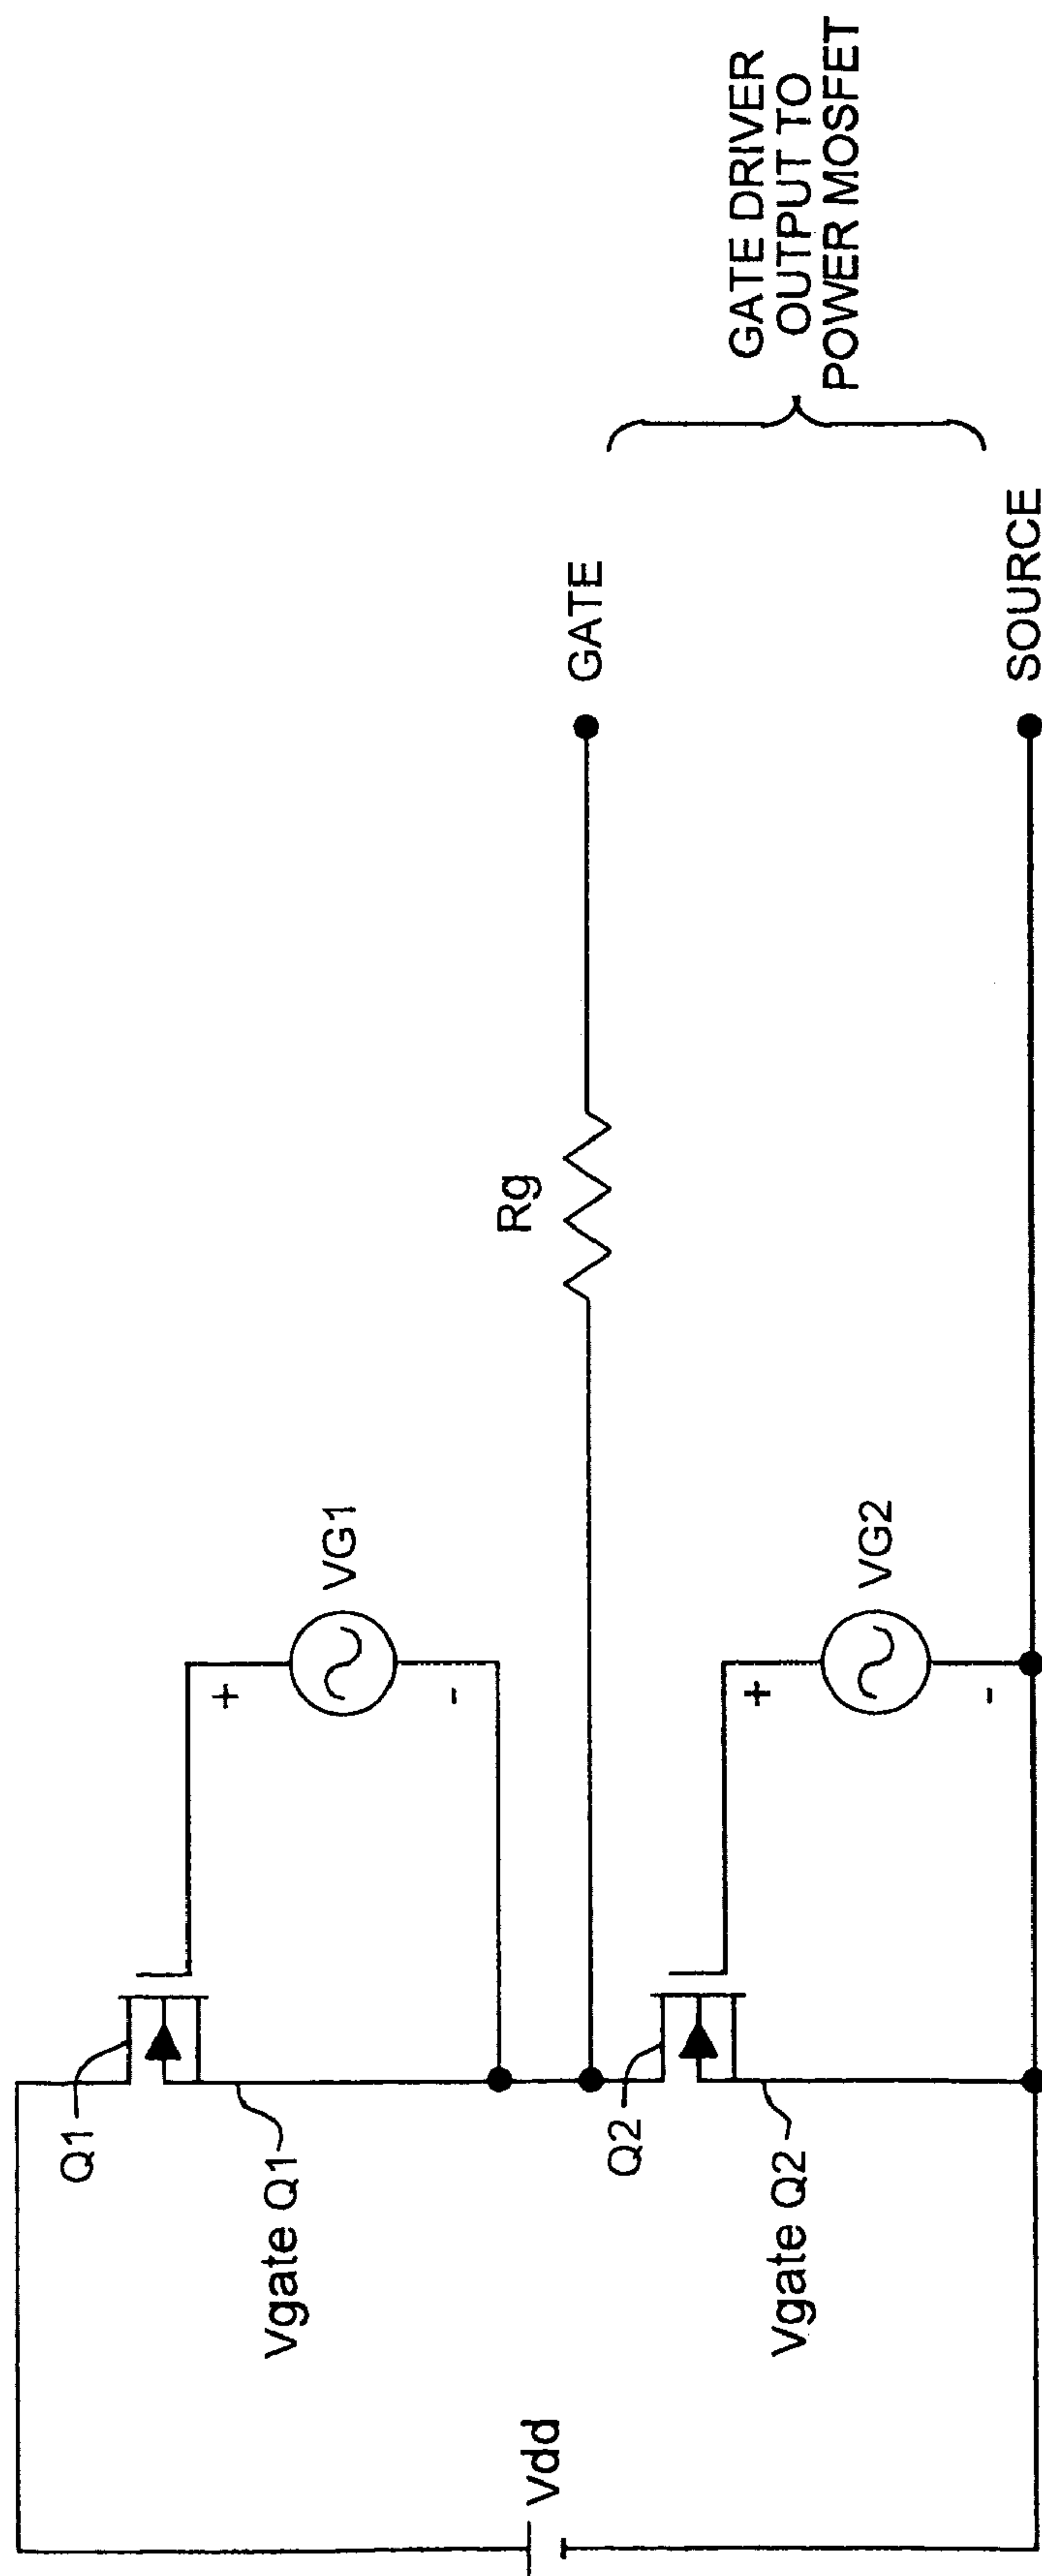 Q1
Vgate Q1
+
VG1
-
Vdd
Rg
GATE
Q2
Vgate Q2
+
VG2
-
SOURCE
GATE DRIVER
OUTPUT TO
POWER MOSFET